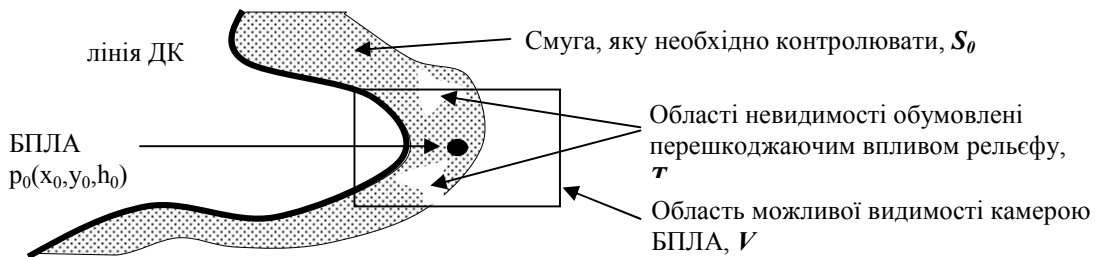 лінія ДК
Смуга, яку необхідно контролювати, S₀
БПЛА
p₀(x₀,y₀,h₀)
Області невидимості обумовлені
перешкоджаючим впливом рельєфу,
T
Область можливої видимості камерою
БПЛА, V